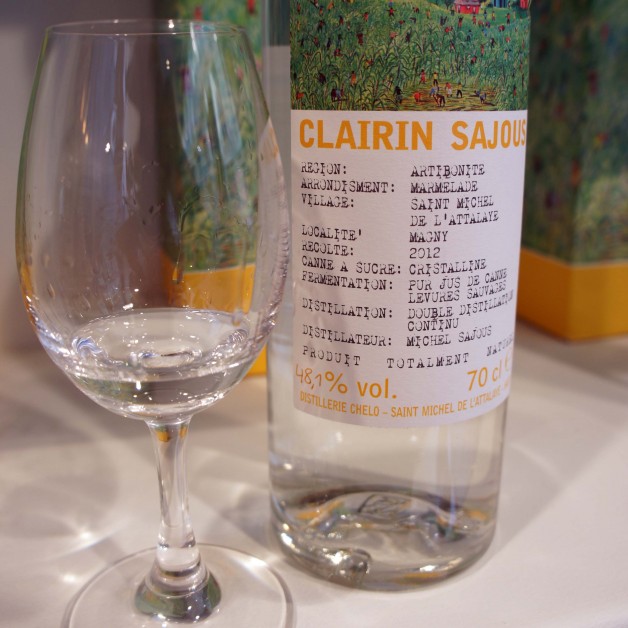 CLAIRIN SAJOUS
REGION: ARTIBONITE
ARRONDISMENT: MARMELADE
VILLAGE: SAINT MICHEL
DE L'ATTALAYE
LOCALITE' MAGNY
RECOLTE: 2012
CANNE A SUCRE: CRISTALLINE
FERMENTATION: PUR JUS DE CANNE
LEVURES SAUVAGES
DISTILLATION: DOUBLE DISTILLATION
CONTINU
DISTILLATEUR: MICHEL SAJOUS
PRODUIT TOTALMENT
48,1% vol. 70 cl
DISTILLERIE CHELO - SAINT MICHEL DE